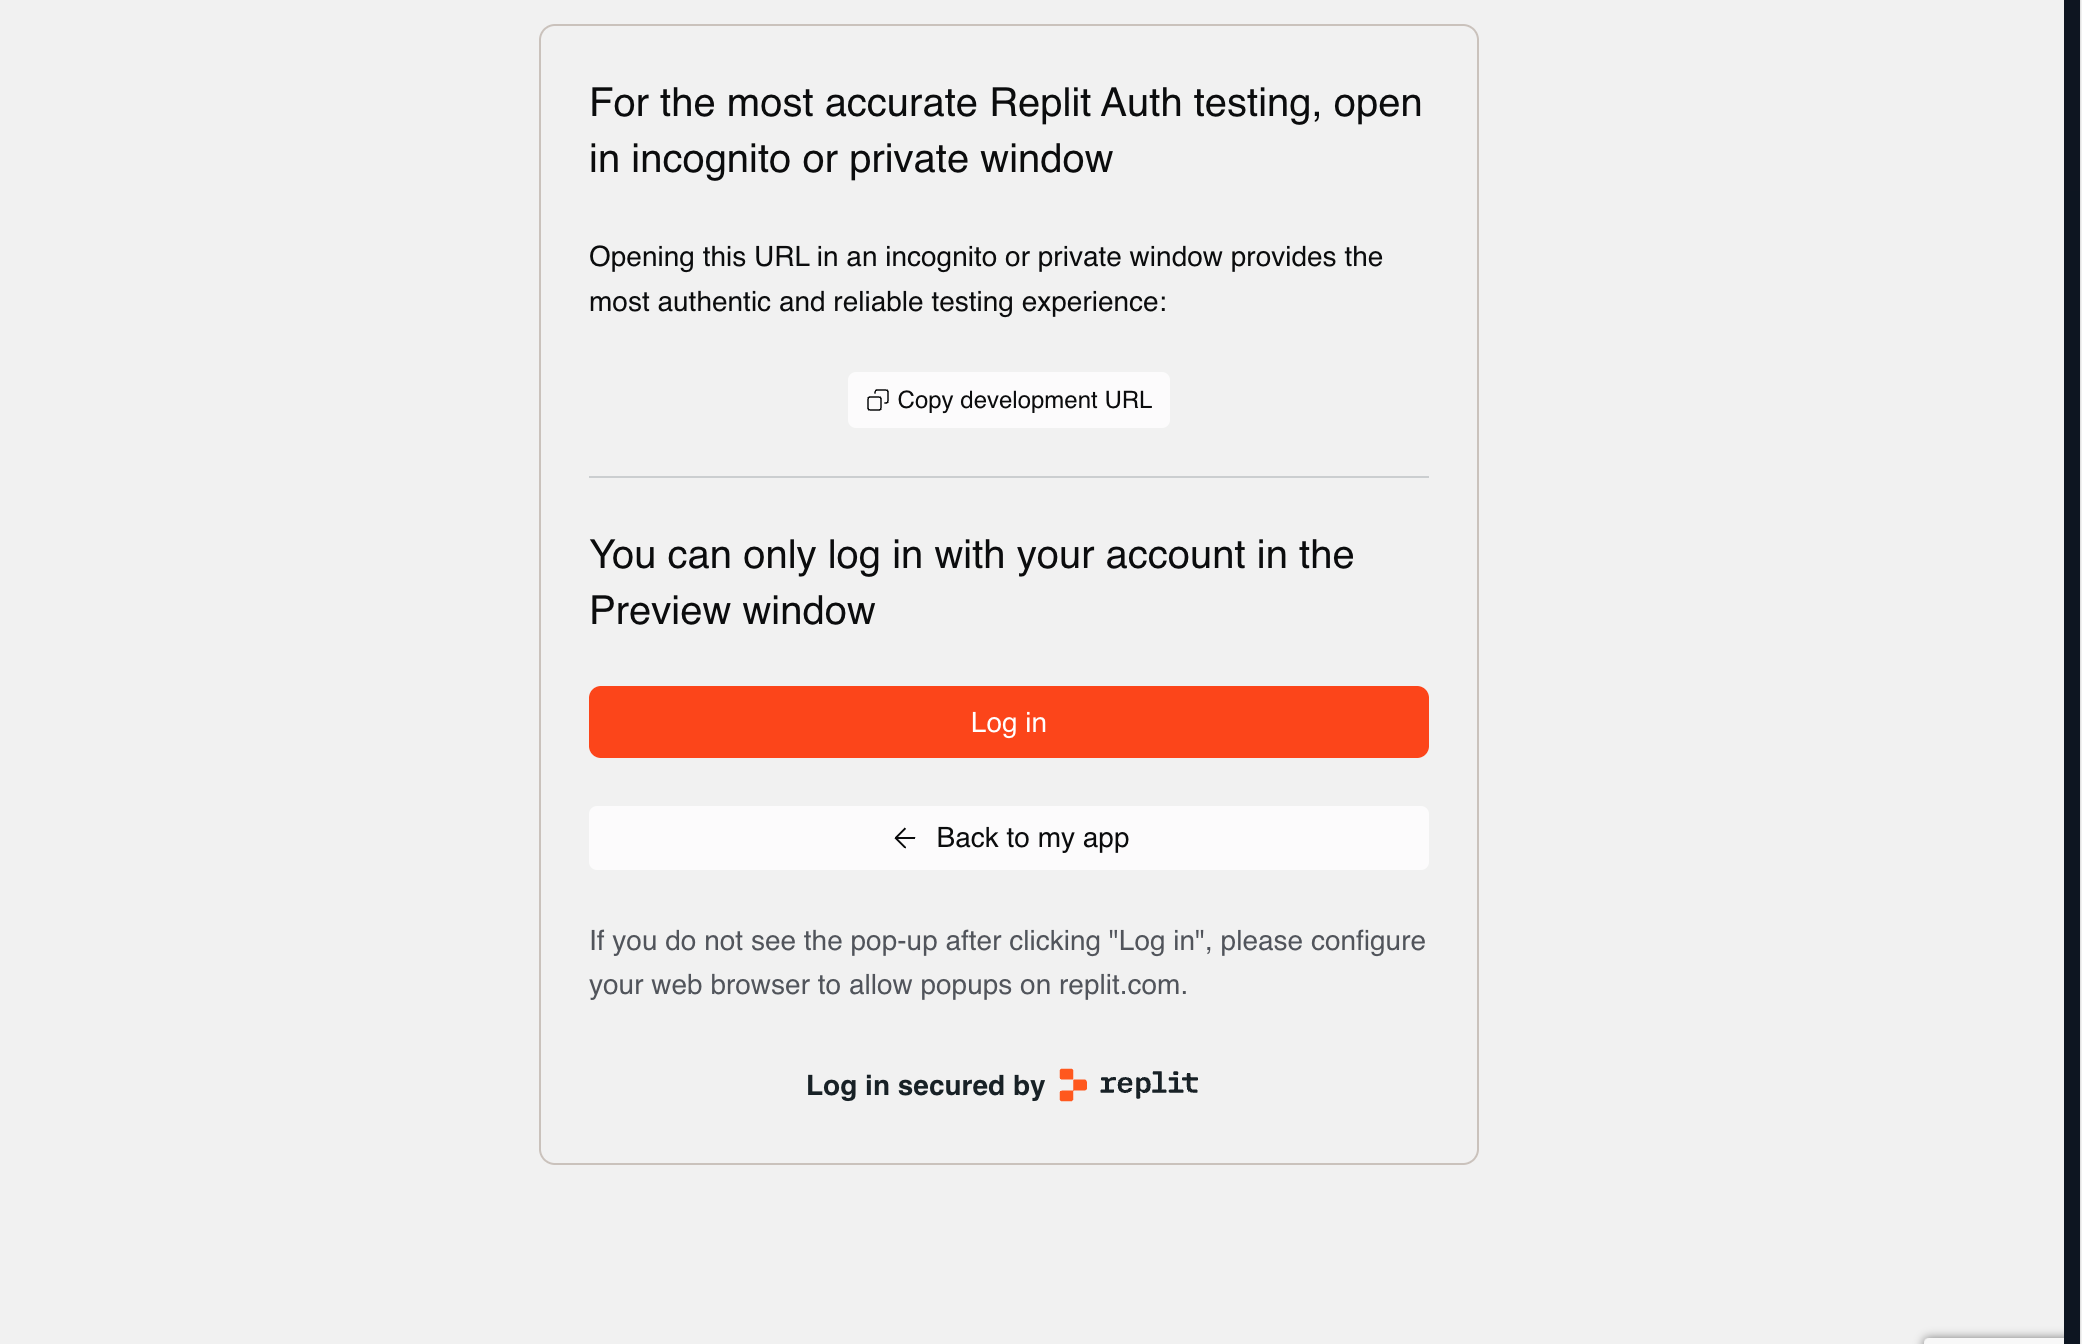 For the most accurate Replit Auth testing, open
in incognito or private window
Opening this URL in an incognito or private window provides the
most authentic and reliable testing experience:
Copy development URL
You can only log in with your account in the
Preview window
Log in
Back to my app
If you do not see the pop-up after clicking "Log in", please configure
your web browser to allow popups on replit.com.
Log in secured by replit